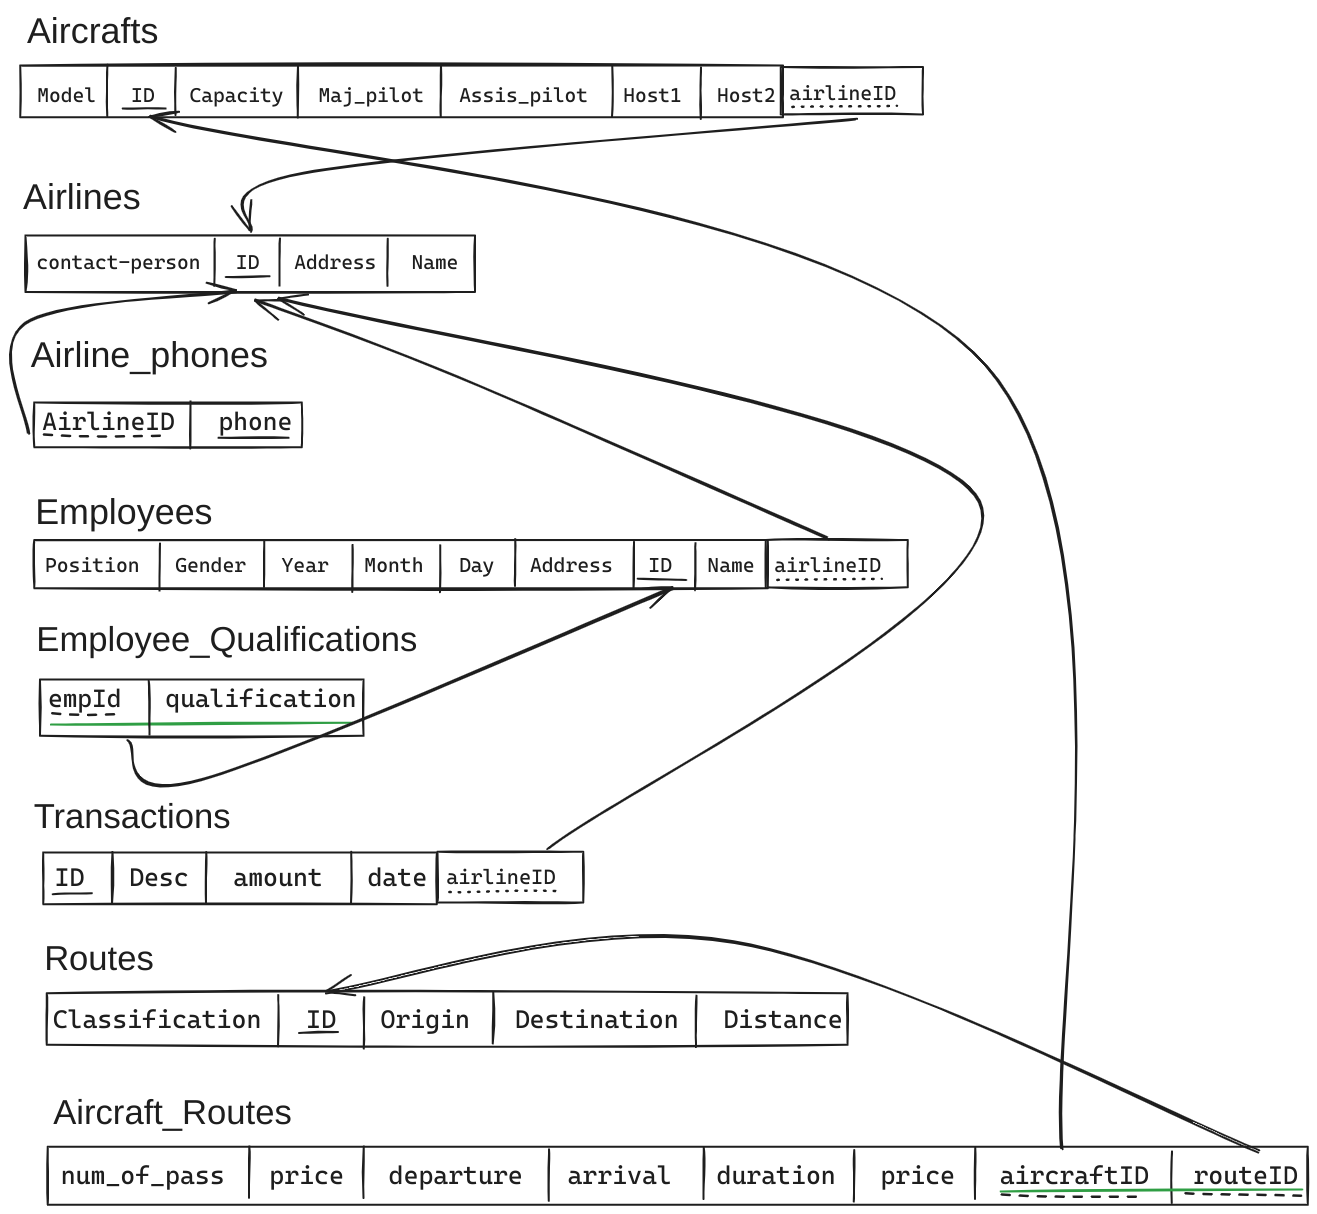 Aircrafts
Model ID Capacity Maj_pilot Assis_pilot Host1 Host2 airlineID
Airlines
contact-person ID Address Name
Airline_phones
AirlineID phone
Employees
Position Gender Year Month Day Address ID Name airlineID
Employee_Qualifications
empId qualification
Transactions
ID Desc amount date airlineID
Routes
Classification ID Origin Destination Distance
Aircraft_Routes
num_of_pass price departure arrival duration price aircraftID routeID